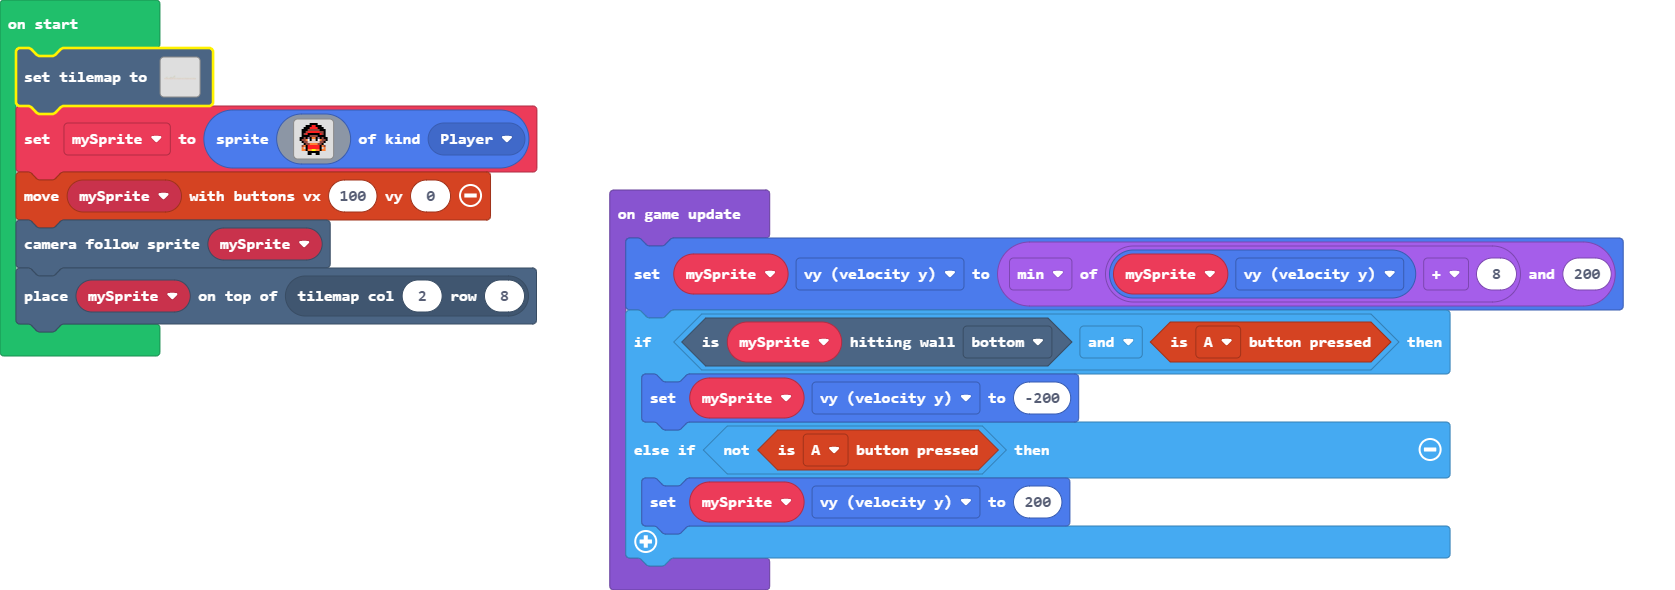 on start
set tilemap to
set mySprite to sprite of kind Player
move mySprite with buttons vx 100 vy 0
camera follow sprite mySprite
place mySprite on top of tilemap col 2 row 8
on game update
set mySprite vy (velocity y) to min of mySprite vy (velocity y) + 8 and 200
if is mySprite hitting wall bottom and is A button pressed then
set mySprite vy (velocity y) to -200
else if not is A button pressed then
set mySprite vy (velocity y) to 200